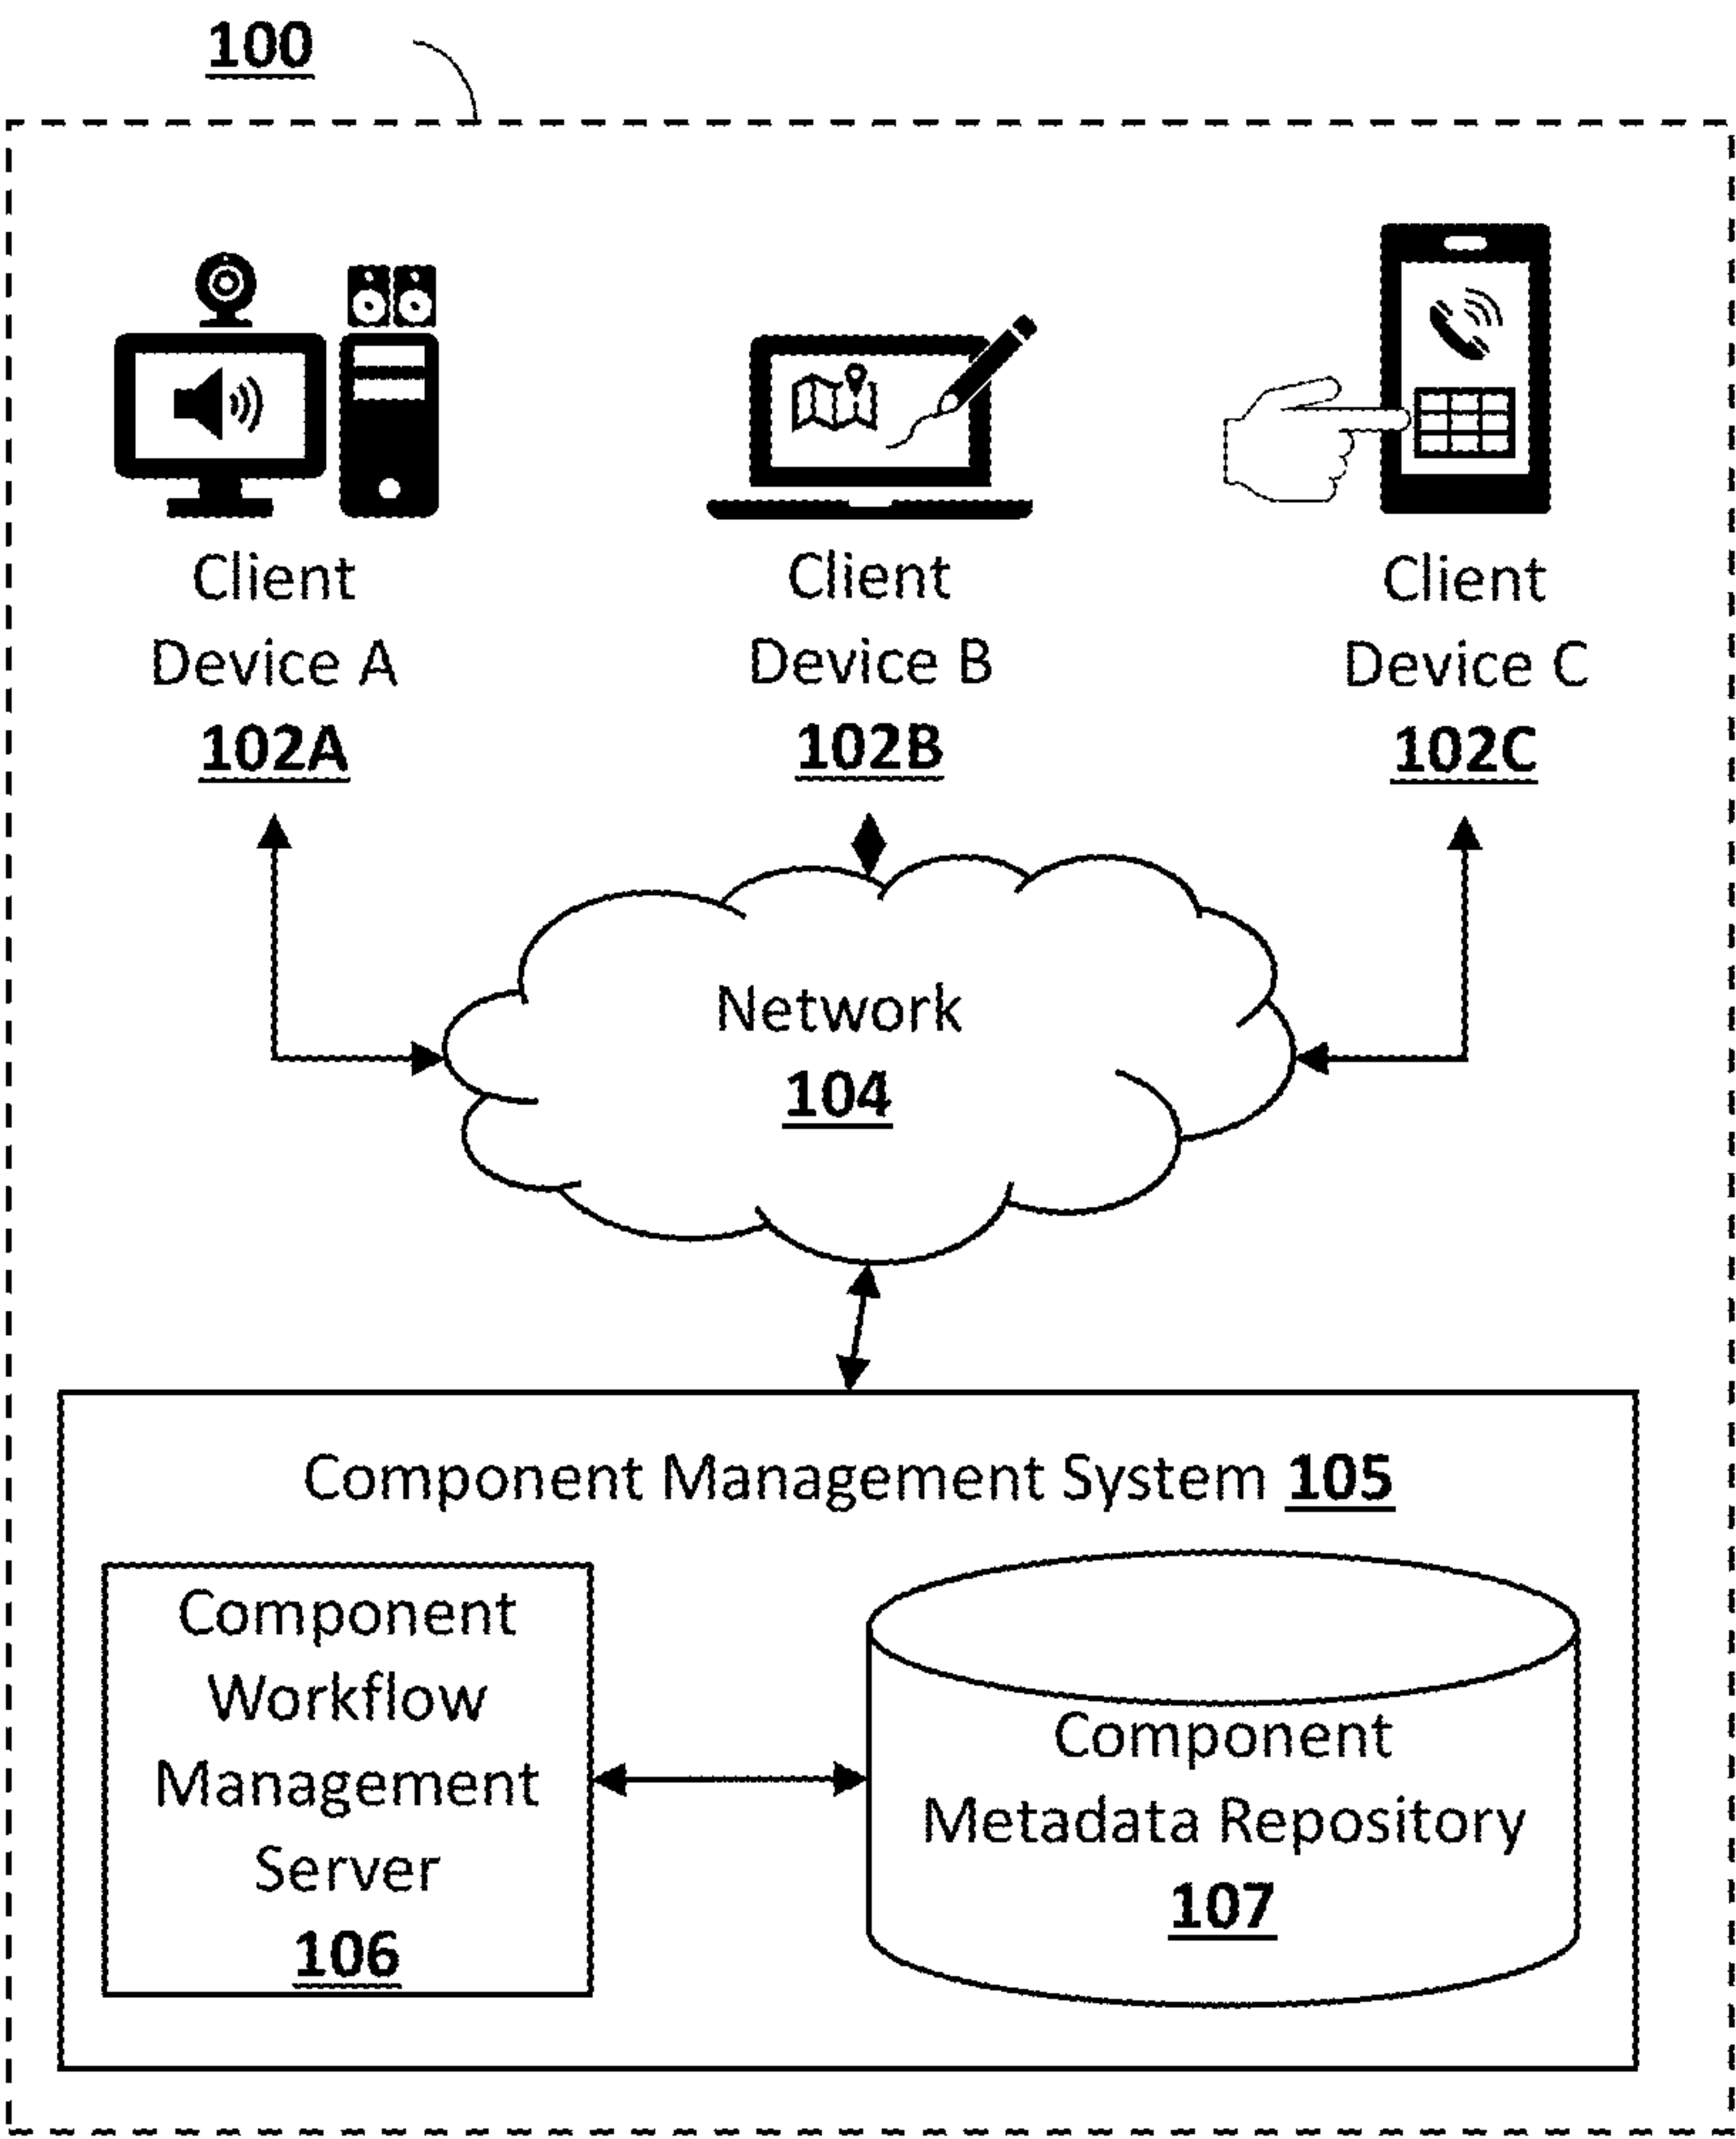 100
Client
Device A
102A
Client
Device B
102B
Client
Device C
102C
Network
104
Component Management System 105
Component
Workflow
Management
Server
106
Component
Metadata Repository
107